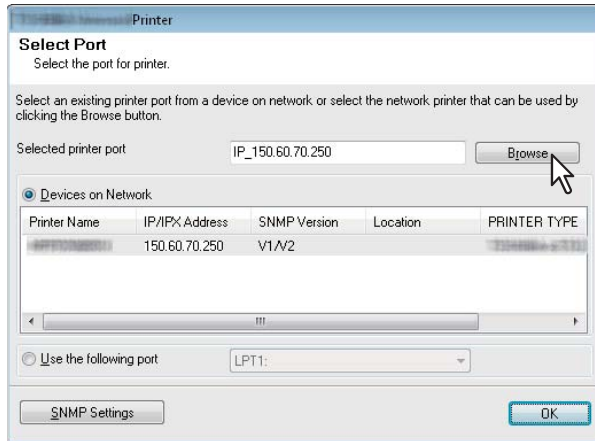 Printer
Select Port
Select the port for printer.
Select an existing printer port from a device on network or select the network printer that can be used by
clicking the Browse button.
Selected printer port IP_150.60.70.250 Browse
Devices on Network
Printer Name IP/IPX Address SNMP Version Location PRINTER TYPE
150.60.70.250 V1/V2
Use the following port LPT1:
SNMP Settings OK